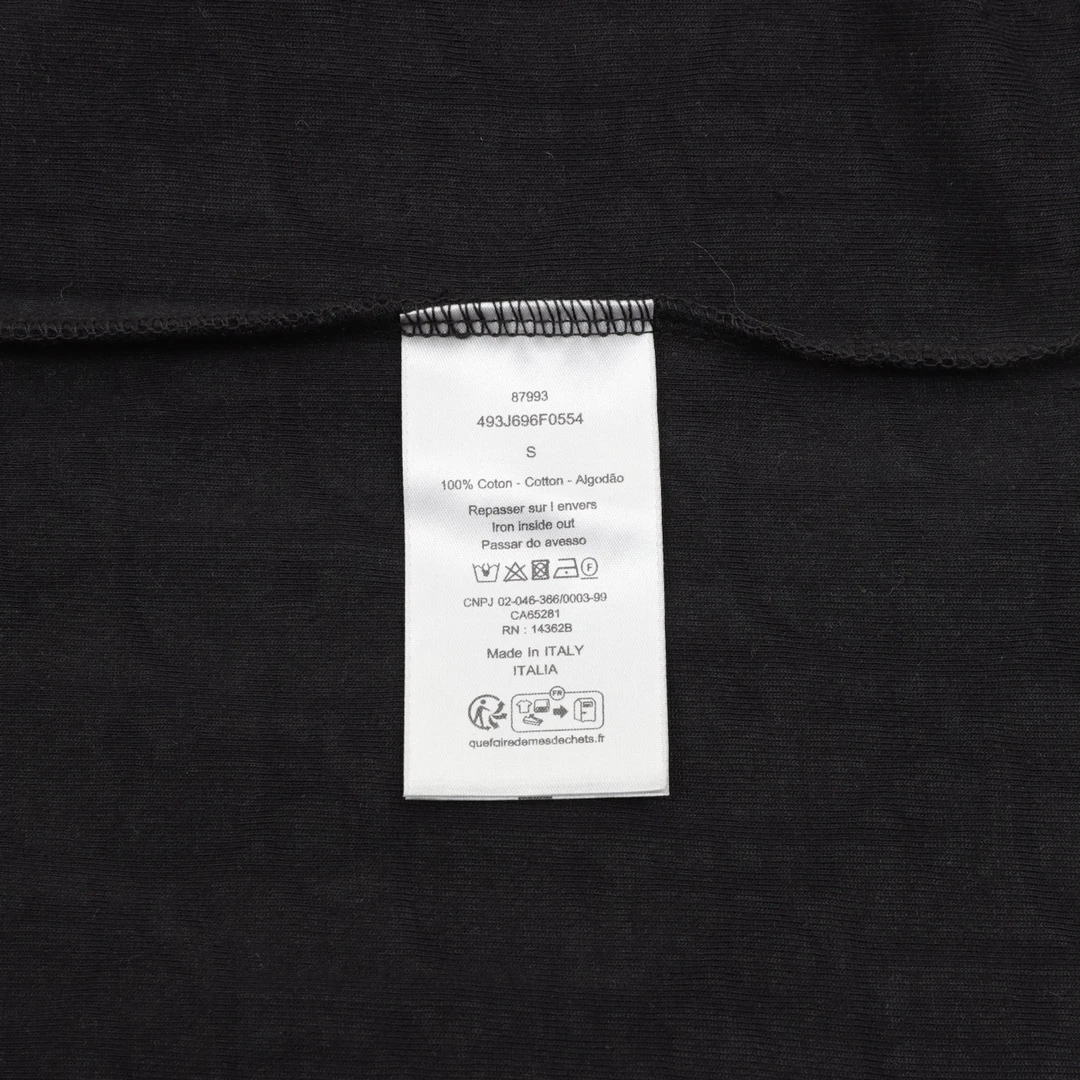 87993
493J696F0554
S
100% Coton - Cotton - Algodão
Repasser sur l envers
Iron inside out
Passar do avesso
F
CNPJ 02-046-366/0003-99
CA65281
RN : 14362B
Made in ITALY
ITALIA
FR
quefairedemesdechets.fr